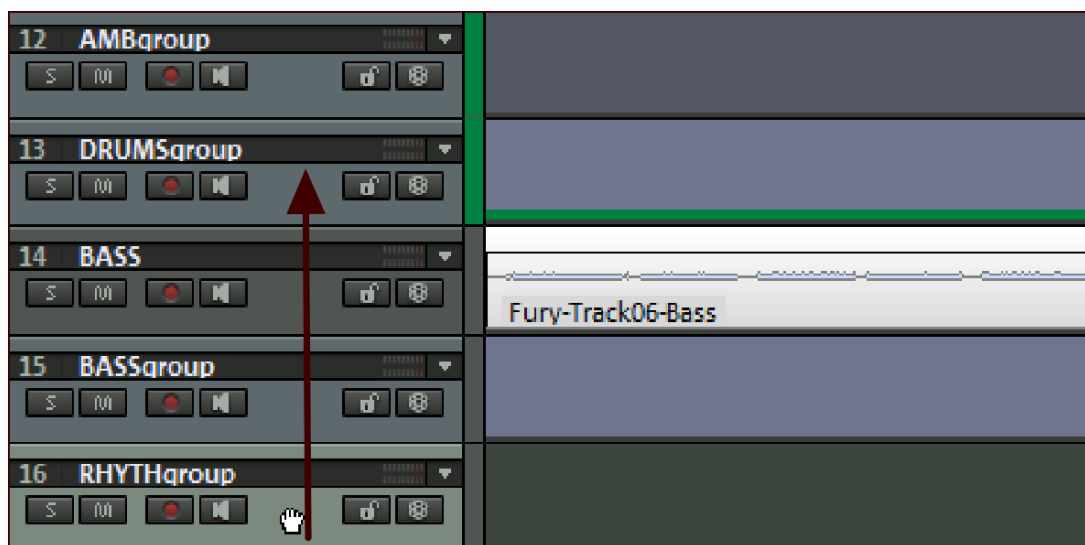 12 AMBgroup
S M
13 DRUMSgroup
S M
14 BASS
S M
Fury-Track06-Bass
15 BASSgroup
S M
16 RHYTHgroup
S M